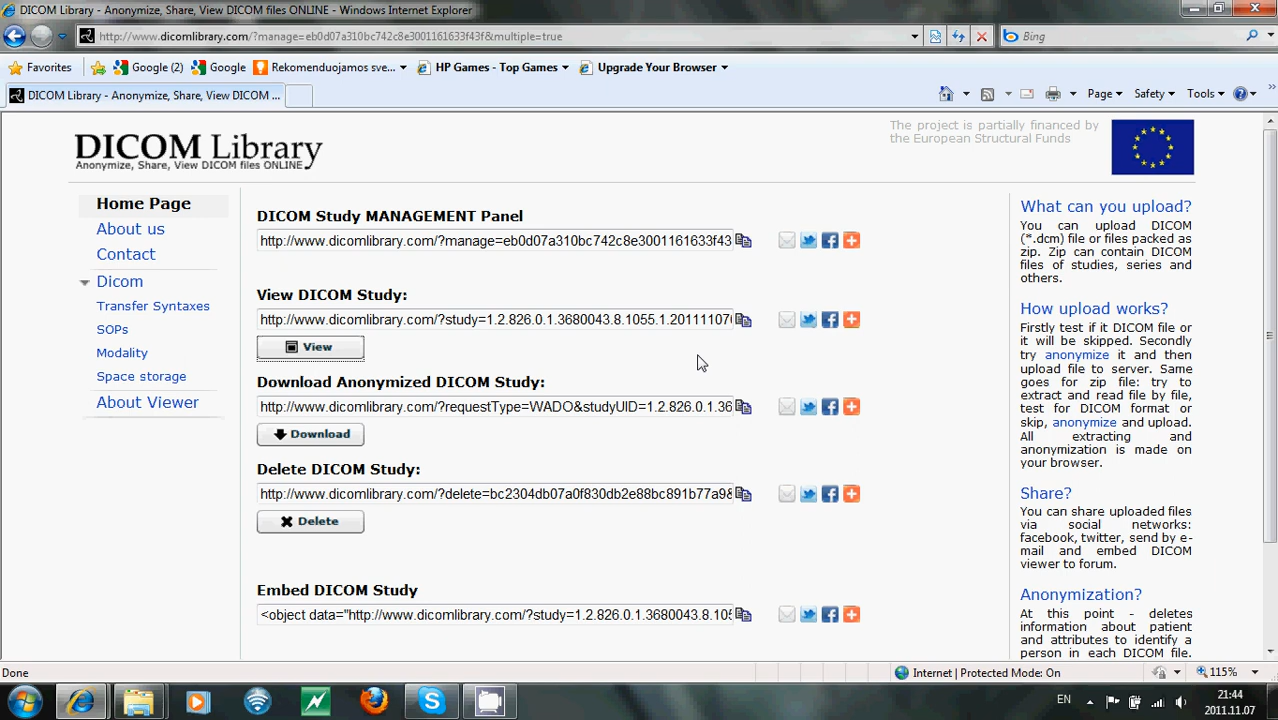 DICOM Library - Anonymize, Share, View DICOM files ONLINE - Windows Internet Explorer
http://www.dicomlibrary.com/?manage=eb0d07a310bc742c8e3001161633f43f&multiple=true
Bing
Favorites
Google (2)
Google
Rekomenduojamos sve...
HP Games - Top Games
Upgrade Your Browser
DICOM Library - Anonymize, Share, View DICOM ...
Page
Safety
Tools
DICOM Library
Anonymize, Share, View DICOM files ONLINE
The project is partially financed by
the European Structural Funds
Home Page
About us
Contact
Dicom
Transfer Syntaxes
SOPs
Modality
Space storage
About Viewer
DICOM Study MANAGEMENT Panel
http://www.dicomlibrary.com/?manage=eb0d07a310bc742c8e3001161633f43
View DICOM Study:
http://www.dicomlibrary.com/?study=1.2.826.0.1.3680043.8.1055.1.2011110
View
Download Anonymized DICOM Study:
http://www.dicomlibrary.com/?requestType=WADO&studyUID=1.2.826.0.1.36
Download
Delete DICOM Study:
http://www.dicomlibrary.com/?delete=bc2304db07a0f830db2e88bc891b77a98
Delete
Embed DICOM Study
<object data="http://www.dicomlibrary.com/?study=1.2.826.0.1.3680043.8.105
What can you upload?
You can upload DICOM
(*.dcm) file or files packed as
zip. Zip can contain DICOM
files of studies, series and
others.
How upload works?
Firstly test if it DICOM file or
it will be skipped. Secondly
try anonymize it and then
upload file to server. Same
goes for zip file: try to
extract and read file by file,
test for DICOM format or
skip, anonymize and upload.
All extracting and
anonymization is made on
your browser.
Share?
You can share uploaded files
via social networks:
facebook, twitter, send by e-
mail and embed DICOM
viewer to forum.
Anonymization?
At this point - deletes
information about patient
and attributes to identify a
person in each DICOM file.
Done
Internet | Protected Mode: On
115%
EN
21:44
2011.11.07